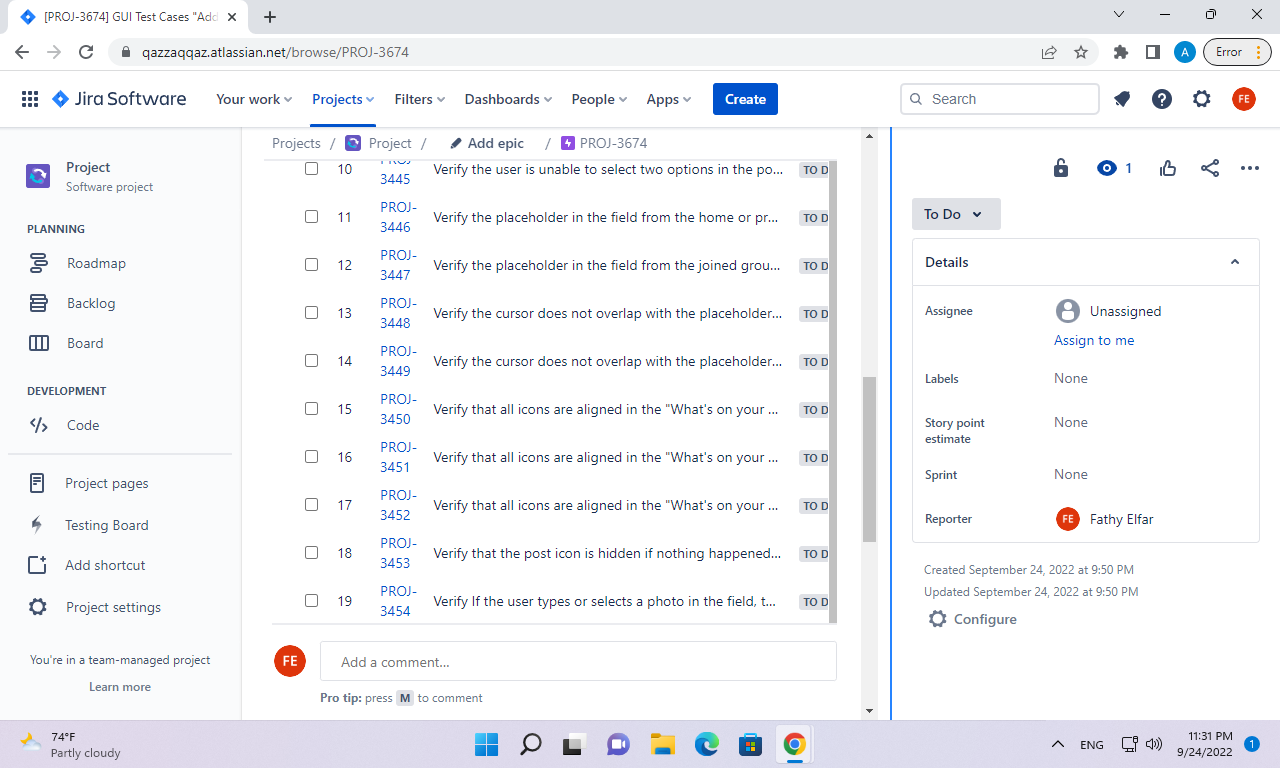 [PROJ-3674] GUI Test Cases "Add
qazzaqqaz.atlassian.net/browse/PROJ-3674
A
Error
Jira Software
Your work
Projects
Filters
Dashboards
People
Apps
Create
Search
FE
Project
Software project
PLANNING
Roadmap
Backlog
Board
DEVELOPMENT
Code
Project pages
Testing Board
Add shortcut
Project settings
You're in a team-managed project
Learn more
Projects / Project / Add epic / PROJ-3674
10 PROJ-3445 Verify the user is unable to select two options in the po... TO D
11 PROJ-3446 Verify the placeholder in the field from the home or pr... TO D
12 PROJ-3447 Verify the placeholder in the field from the joined grou... TO D
13 PROJ-3448 Verify the cursor does not overlap with the placeholder... TO D
14 PROJ-3449 Verify the cursor does not overlap with the placeholder... TO D
15 PROJ-3450 Verify that all icons are aligned in the "What's on your ... TO D
16 PROJ-3451 Verify that all icons are aligned in the "What's on your ... TO D
17 PROJ-3452 Verify that all icons are aligned in the "What's on your ... TO D
18 PROJ-3453 Verify that the post icon is hidden if nothing happened... TO D
19 PROJ-3454 Verify If the user types or selects a photo in the field, t... TO D
FE
Add a comment...
Pro tip: press M to comment
1
To Do
Details
Assignee
Unassigned
Assign to me
Labels
None
Story point estimate
None
Sprint
None
Reporter
FE Fathy Elfar
Created September 24, 2022 at 9:50 PM
Updated September 24, 2022 at 9:50 PM
Configure
74°F
Partly cloudy
ENG
11:31 PM
9/24/2022
1